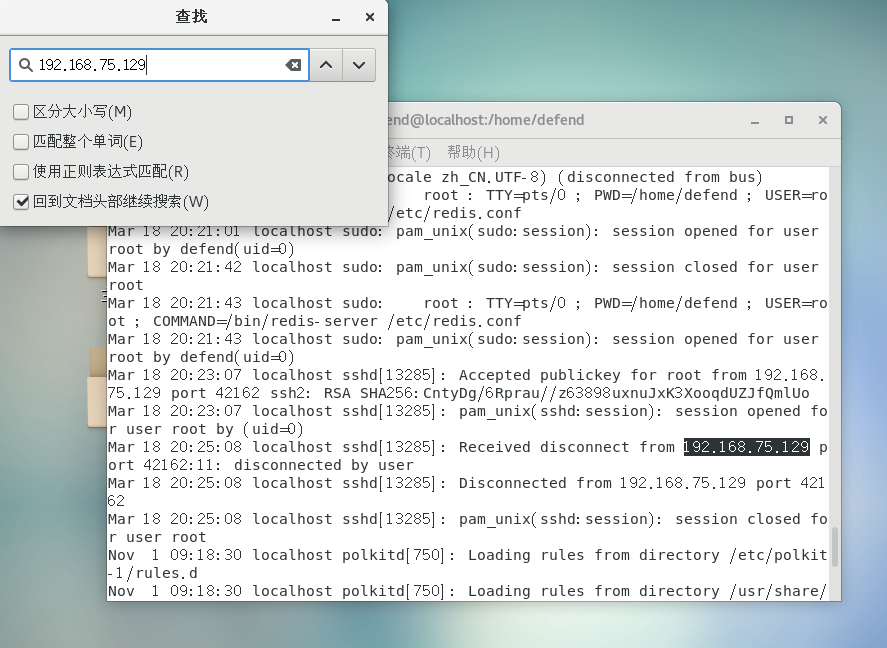 查找
192.168.75.129
区分大小写(M)
匹配整个单词(E)
使用正则表达式匹配(R)
回到文档头部继续搜索(W)
end@localhost:/home/defend
终端(T) 帮助(H)
ocale zh_CN.UTF-8) (disconnected from bus)
root : TTY=pts/0 ; PWD=/home/defend ; USER=ro
/etc/redis.conf
Mar 18 20:21:01 localhost sudo: pam_unix(sudo:session): session opened for user
root by defend(uid=0)
Mar 18 20:21:42 localhost sudo: pam_unix(sudo:session): session closed for user
root
Mar 18 20:21:43 localhost sudo:    root : TTY=pts/0 ; PWD=/home/defend ; USER=ro
ot ; COMMAND=/bin/redis-server /etc/redis.conf
Mar 18 20:21:43 localhost sudo: pam_unix(sudo:session): session opened for user
root by defend(uid=0)
Mar 18 20:23:07 localhost sshd[13285]: Accepted publickey for root from 192.168.
75.129 port 42162 ssh2: RSA SHA256:CntyDg/6Rprau//z63898uxnuJxK3XooqdUZJfQmlUo
Mar 18 20:23:07 localhost sshd[13285]: pam_unix(sshd:session): session opened fo
r user root by (uid=0)
Mar 18 20:25:08 localhost sshd[13285]: Received disconnect from 192.168.75.129 p
ort 42162:11: disconnected by user
Mar 18 20:25:08 localhost sshd[13285]: Disconnected from 192.168.75.129 port 421
62
Mar 18 20:25:08 localhost sshd[13285]: pam_unix(sshd:session): session closed fo
r user root
Nov  1 09:18:30 localhost polkitd[750]: Loading rules from directory /etc/polkit
-1/rules.d
Nov  1 09:18:30 localhost polkitd[750]: Loading rules from directory /usr/share/